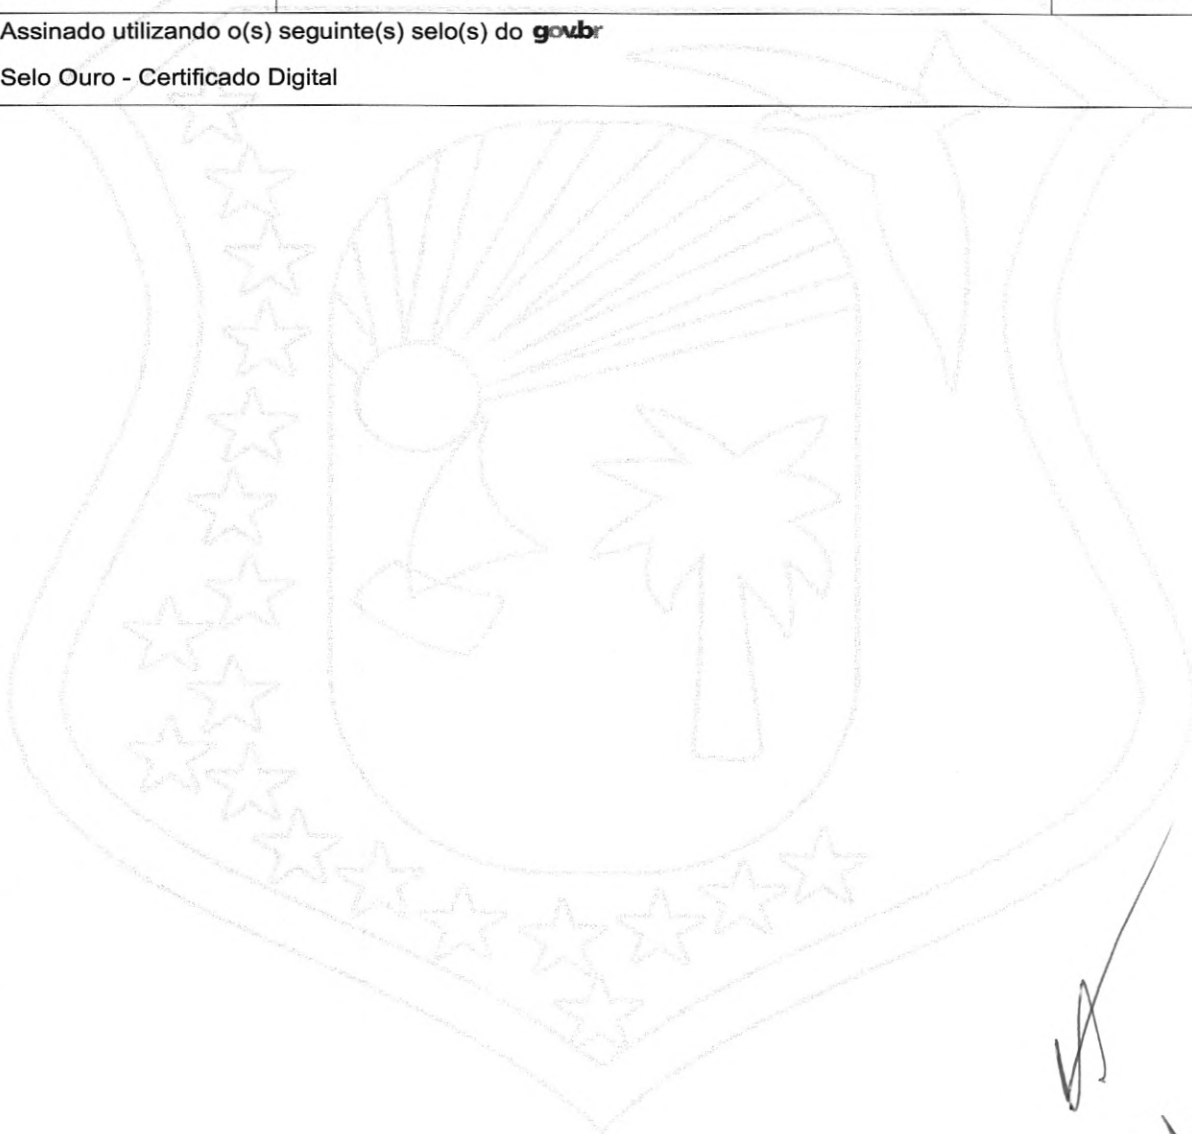 Assinado utilizando o(s) seguinte(s) selo(s) do gov.br
Selo Ouro - Certificado Digital